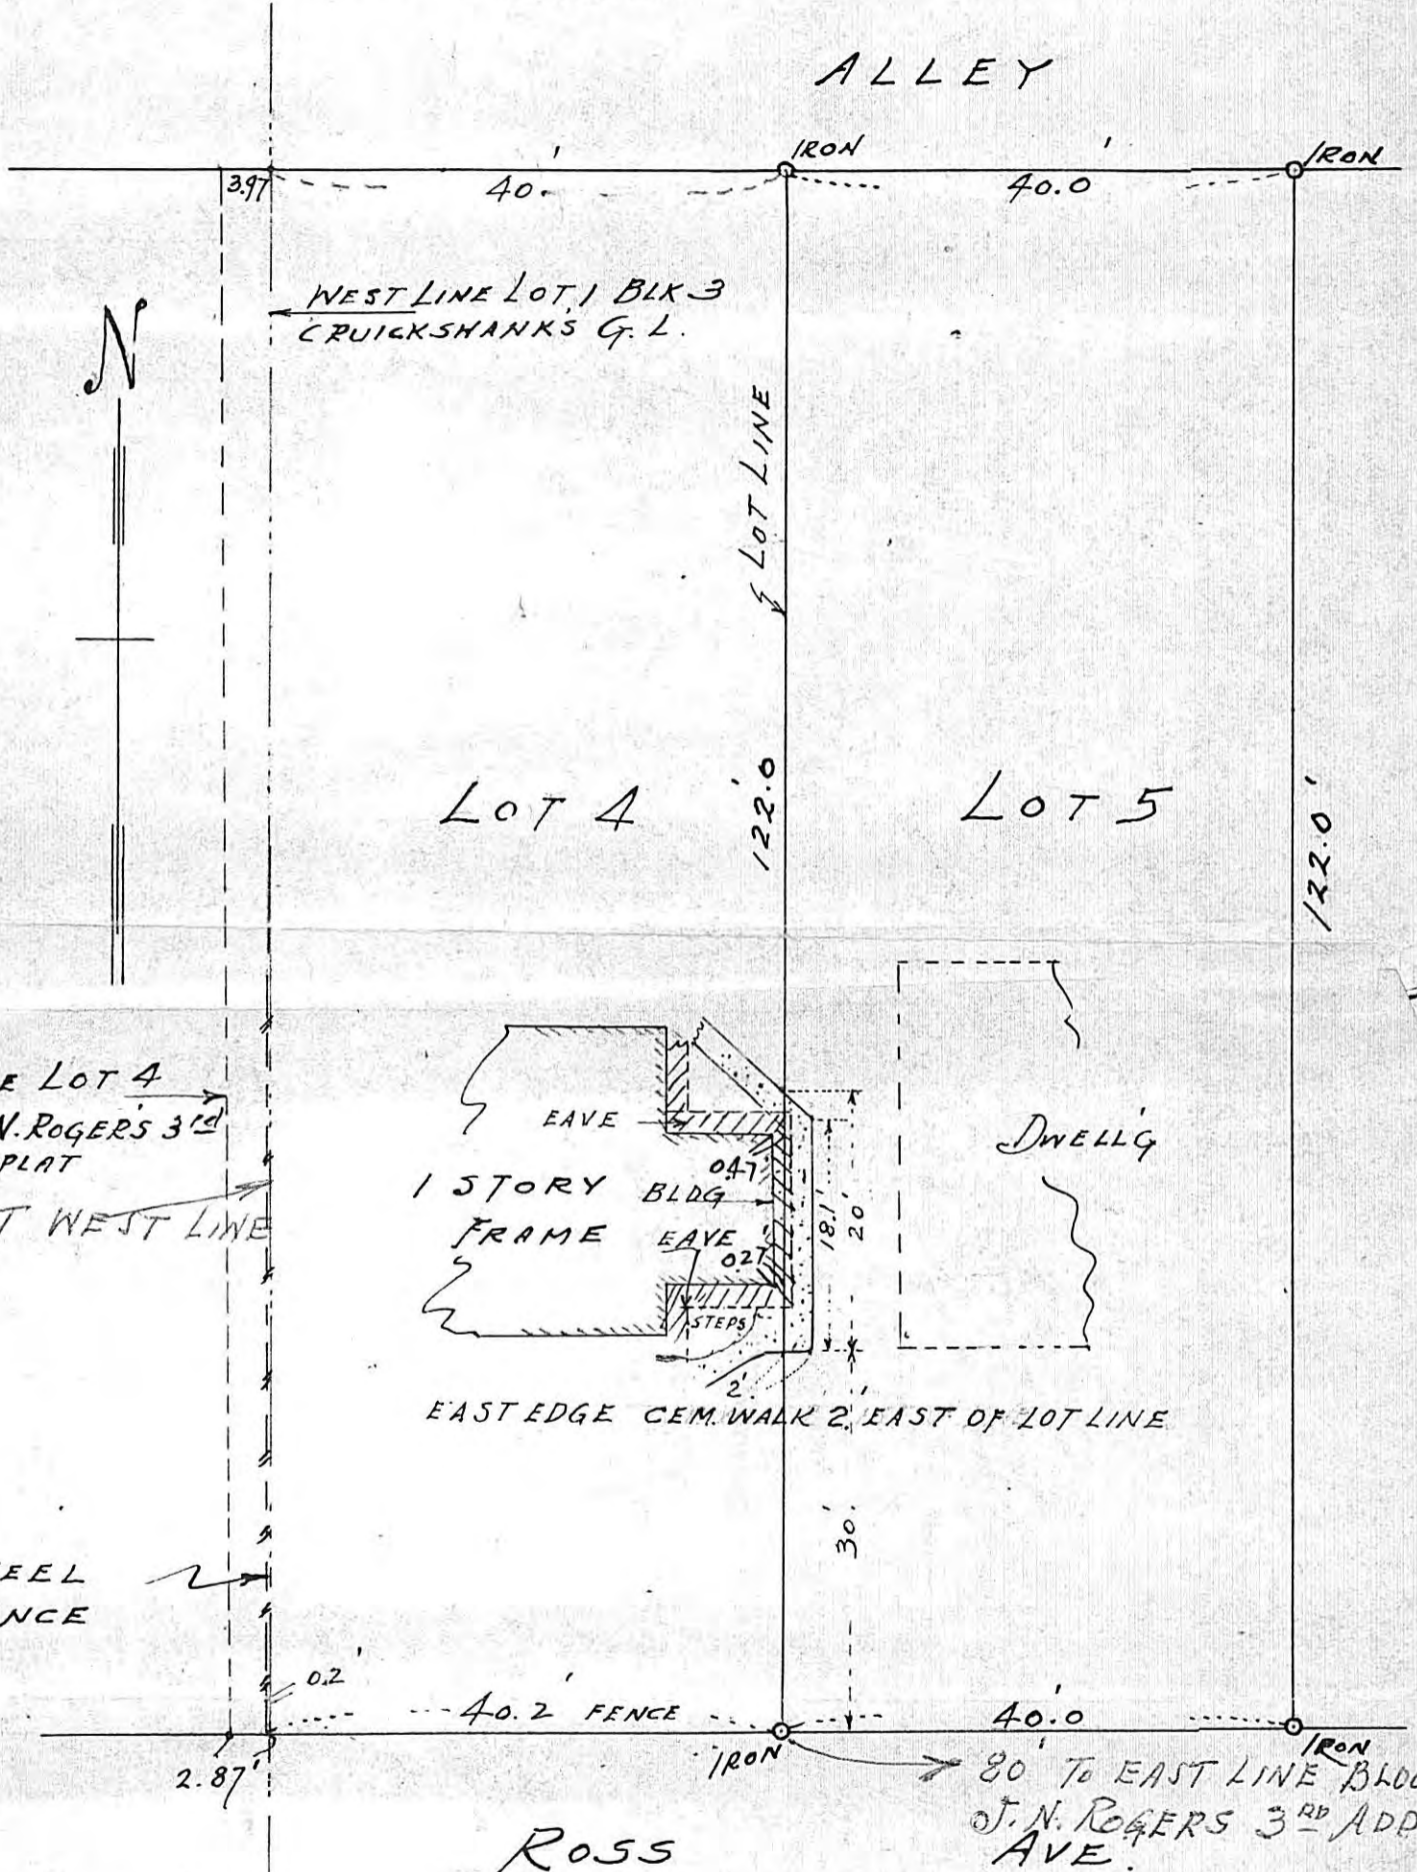 ALLEY
IRON
IRON
3.97
40.'
40.0'
WEST LINE LOT 1 BLK 3
CRUICKSHANK'S G. L.
N
LOT LINE
LOT 4
122.0'
LOT 5
122.0'
E LOT 4
N. ROGER'S 3rd
PLAT
T WEST LINE
EAVE
1 STORY BLDG
FRAME EAVE
0.47
0.27
18.1'
20'
DWELL'G
STEPS
2'
EAST EDGE CEM. WALK 2' EAST OF LOT LINE
30'
EEL
NCE
0.2'
40.2' FENCE
40.0'
2.87'
IRON
IRON
80' TO EAST LINE BLOC
J. N. ROGERS 3RD ADD
ROSS AVE.